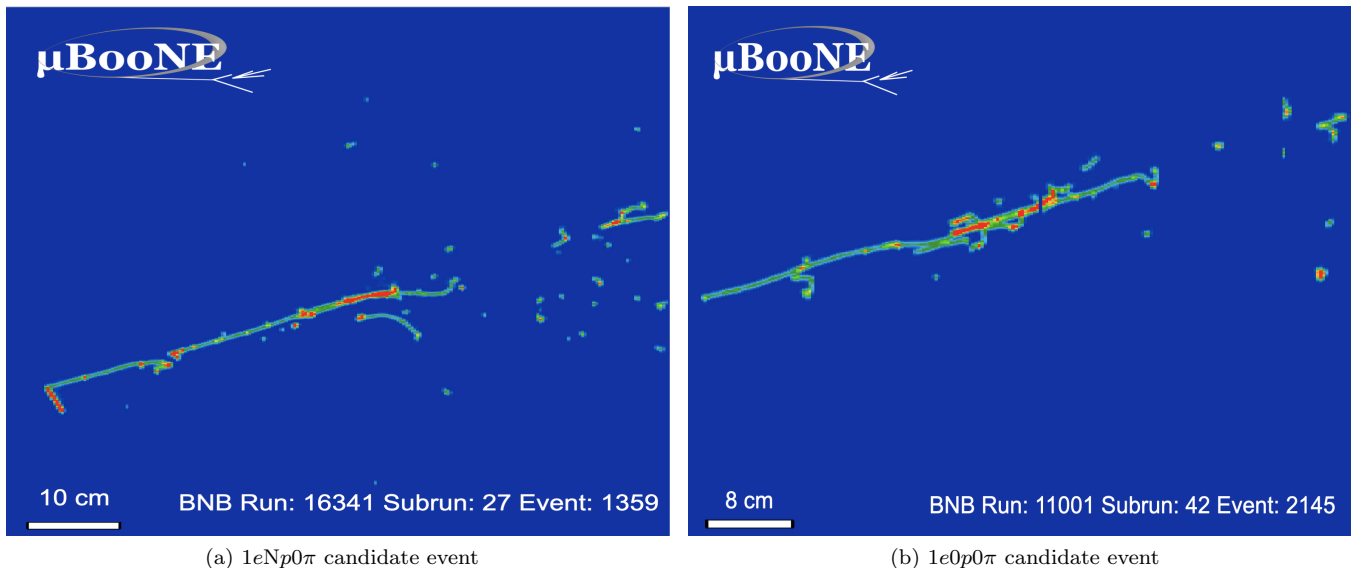 µBooNE
10 cm
BNB Run: 16341 Subrun: 27 Event: 1359
(a) 1eNp0π candidate event
µBooNE
8 cm
BNB Run: 11001 Subrun: 42 Event: 2145
(b) 1e0p0π candidate event